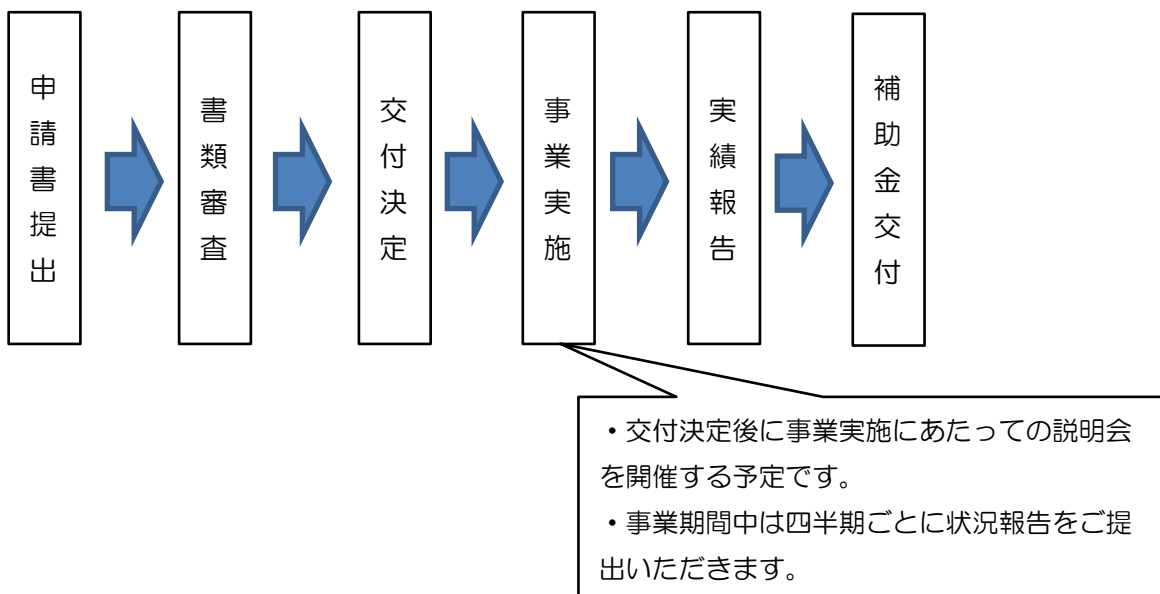 申請書提出
書類審査
交付決定
事業実施
実績報告
補助金交付
・交付決定後に事業実施にあたっての説明会
を開催する予定です。
・事業期間中は四半期ごとに状況報告をご提
出いただきます。